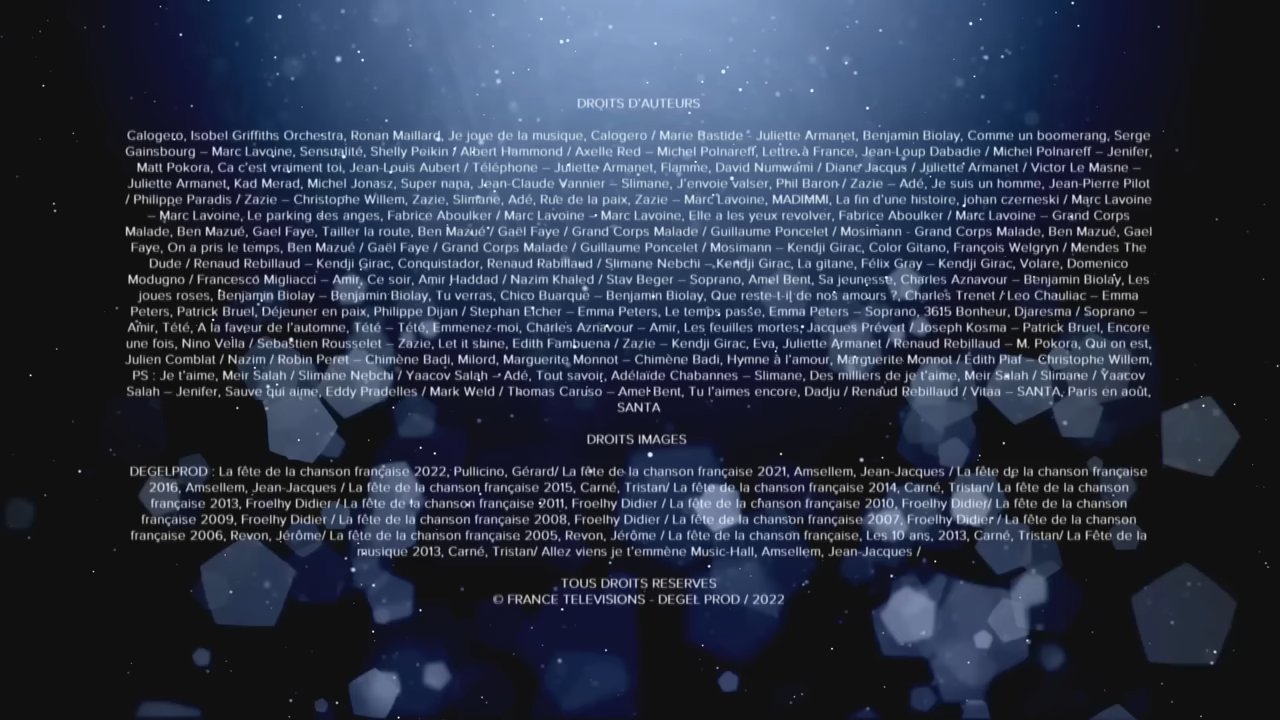 DROITS D'AUTEURS
Calogero, Isobel Griffiths Orchestra, Ronan Maillard, Je joue de la musique, Calogero / Marie Bastide - Juliette Armanet, Benjamin Biolay, Comme un boomerang, Serge
Gainsbourg – Marc Lavoine, Sensualité, Shelly Peikin / Albert Hammond / Axelle Red – Michel Polnareff, Lettre à France, Jean-Loup Dabadie / Michel Polnareff – Jenifer,
Matt Pokora, Ca c'est vraiment toi, Jean-Louis Aubert / Téléphone – Juliette Armanet, Flamme, David Numwami / Diane Jacqus / Juliette Armanet / Victor Le Masne –
Juliette Armanet, Kad Merad, Michel Jonasz, Super nana, Jean-Claude Vannier – Slimane, J'envoie valser, Phil Baron / Zazie – Adé, Je suis un homme, Jean-Pierre Pilot
/ Philippe Paradis / Zazie – Christophe Willem, Zazie, Slimane, Adé, Rue de la paix, Zazie – Marc Lavoine, MADIMMI, La fin d'une histoire, johan czerneski / Marc Lavoine
– Marc Lavoine, Le parking des anges, Fabrice Aboulker / Marc Lavoine – Marc Lavoine, Elle a les yeux revolver, Fabrice Aboulker / Marc Lavoine – Grand Corps
Malade, Ben Mazué, Gael Faye, Tailler la route, Ben Mazué / Gaël Faye / Grand Corps Malade / Guillaume Poncelet / Mosimann - Grand Corps Malade, Ben Mazué, Gael
Faye, On a pris le temps, Ben Mazué / Gaël Faye / Grand Corps Malade / Guillaume Poncelet / Mosimann – Kendji Girac, Color Gitano, François Welgryn / Mendes The
Dude / Renaud Rebillaud – Kendji Girac, Conquistador, Renaud Rabillaud / Slimane Nebchi – Kendji Girac, La gitane, Félix Gray – Kendji Girac, Volare, Domenico
Modugno / Francesco Migliacci – Amir, Ce soir, Amir Haddad / Nazim Khaled / Stav Beger – Soprano, Amel Bent, Sa jeunesse, Charles Aznavour – Benjamin Biolay, Les
joues roses, Benjamin Biolay – Benjamin Biolay, Tu verras, Chico Buarque – Benjamin Biolay, Que reste-t-il de nos amours ?, Charles Trenet / Leo Chauliac – Emma
Peters, Patrick Bruel, Déjeuner en paix, Philippe Dijan / Stephan Eicher – Emma Peters, Le temps passe, Emma Peters – Soprano, 3615 Bonheur, Djaresma / Soprano –
Amir, Tété, A la faveur de l'automne, Tété – Tété, Emmenez-moi, Charles Aznavour – Amir, Les feuilles mortes, Jacques Prévert / Joseph Kosma – Patrick Bruel, Encore
une fois, Nino Vella / Sebastien Rousselet – Zazie, Let it shine, Edith Fambuena / Zazie – Kendji Girac, Eva, Juliette Armanet / Renaud Rebillaud – M. Pokora, Qui on est,
Julien Comblat / Nazim / Robin Peret – Chimène Badi, Milord, Marguerite Monnot – Chimène Badi, Hymne à l'amour, Marguerite Monnot / Édith Piaf – Christophe Willem,
PS : Je t'aime, Meir Salah / Slimane Nebchi / Yaacov Salah – Adé, Tout savoir, Adélaïde Chabannes – Slimane, Des milliers de je t'aime, Meir Salah / Slimane / Yaacov
Salah – Jenifer, Sauve qui aime, Eddy Pradelles / Mark Weld / Thomas Caruso – Amel Bent, Tu l'aimes encore, Dadju / Renaud Rebillaud / Vitaa – SANTA, Paris en août,
SANTA
DROITS IMAGES
DEGELPROD : La fête de la chanson française 2022, Pullicino, Gérard/ La fête de la chanson française 2021, Amsellem, Jean-Jacques / La fête de la chanson française
2016, Amsellem, Jean-Jacques / La fête de la chanson française 2015, Carné, Tristan/ La fête de la chanson française 2014, Carné, Tristan/ La fête de la chanson
française 2013, Froelhy Didier / La fête de la chanson française 2011, Froelhy Didier / La fête de la chanson française 2010, Froelhy Didier/ La fête de la chanson
française 2009, Froelhy Didier / La fête de la chanson française 2008, Froelhy Didier / La fête de la chanson française 2007, Froelhy Didier / La fête de la chanson
française 2006, Revon, Jérôme/ La fête de la chanson française 2005, Revon, Jérôme / La fête de la chanson française, Les 10 ans, 2013, Carné, Tristan/ La Fête de la
musique 2013, Carné, Tristan/ Allez viens je t'emmène Music-Hall, Amsellem, Jean-Jacques /
TOUS DROITS RESERVES
© FRANCE TELEVISIONS - DEGEL PROD / 2022